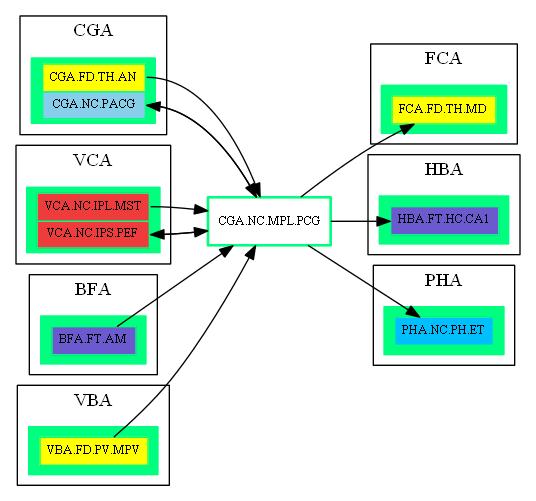 CGA
CGA.FD.TH.AN
CGA.NC.PACG
VCA
VCA.NC.IPL.MST
VCA.NC.IPS.PEF
BFA
BFA.FT.AM
VBA
VBA.FD.PV.MPV
CGA.NC.MPL.PCG
FCA
FCA.FD.TH.MD
HBA
HBA.FT.HC.CA1
PHA
PHA.NC.PH.ET